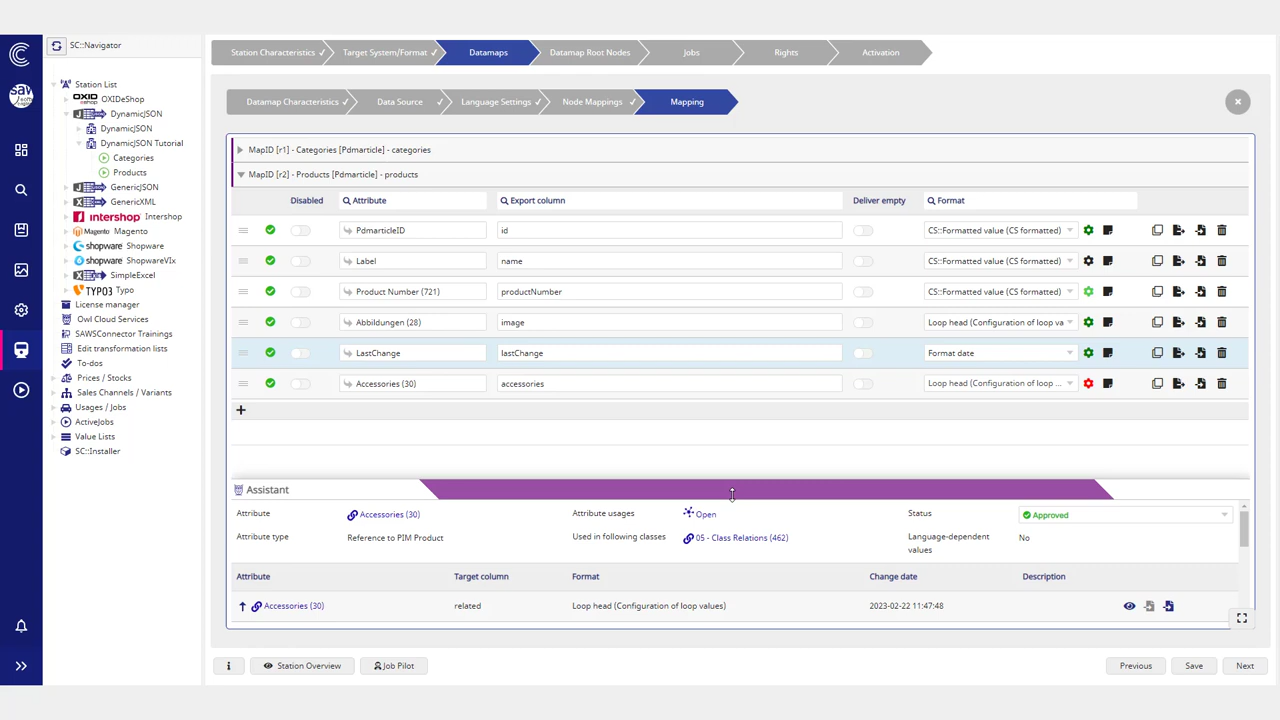 SC::Navigator
Station List
OXID eshop OXIDeShop
DynamicJSON
DynamicJSON
DynamicJSON Tutorial
Categories
Products
GenericJSON
GenericXML
intershop Intershop
Magento Magento
shopware Shopware
shopware ShopwareVIx
SimpleExcel
TYPO3 Typo3
License manager
Owl Cloud Services
SAWSConnector Trainings
Edit transformation lists
To-dos
Prices / Stocks
Sales Channels / Variants
Usages / Jobs
ActiveJobs
Value Lists
SC::Installer
Station Characteristics Target System/Format Datamaps Datamap Root Nodes Jobs Rights Activation
Datamap Characteristics Data Source Language Settings Node Mappings Mapping
MapID [r1] - Categories [Pdmarticle] - categories
MapID [r2] - Products [Pdmarticle] - products
Disabled Attribute Export column Deliver empty Format
PdmarticleID id CS::Formatted value (CS formatted)
Label name CS::Formatted value (CS formatted)
Product Number (721) productNumber CS::Formatted value (CS formatted)
Abbildungen (28) image Loop head (Configuration of loop va
LastChange lastChange Format date
Accessories (30) accessories Loop head (Configuration of loop ...
+
Assistant
Attribute Accessories (30) Attribute usages Open Status Approved
Attribute type Reference to PIM Product Used in following classes 05 - Class Relations (462) Language-dependent values No
Attribute Target column Format Change date Description
Accessories (30) related Loop head (Configuration of loop values) 2023-02-22 11:47:48
Station Overview Job Pilot Previous Save Next